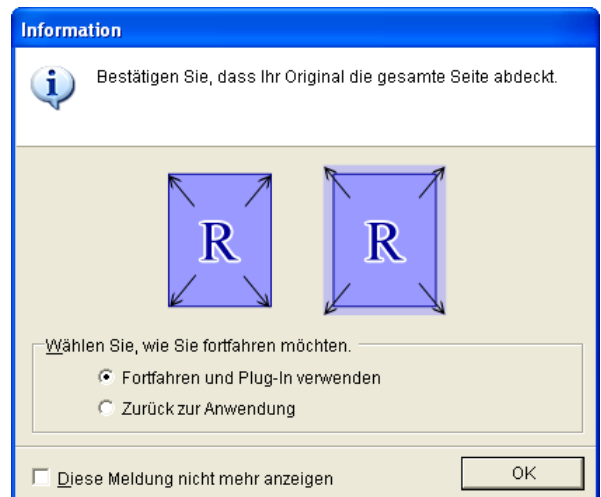 Information
Bestätigen Sie, dass Ihr Original die gesamte Seite abdeckt.
R R
Wählen Sie, wie Sie fortfahren möchten.
Fortfahren und Plug-In verwenden
Zurück zur Anwendung
Diese Meldung nicht mehr anzeigen
OK